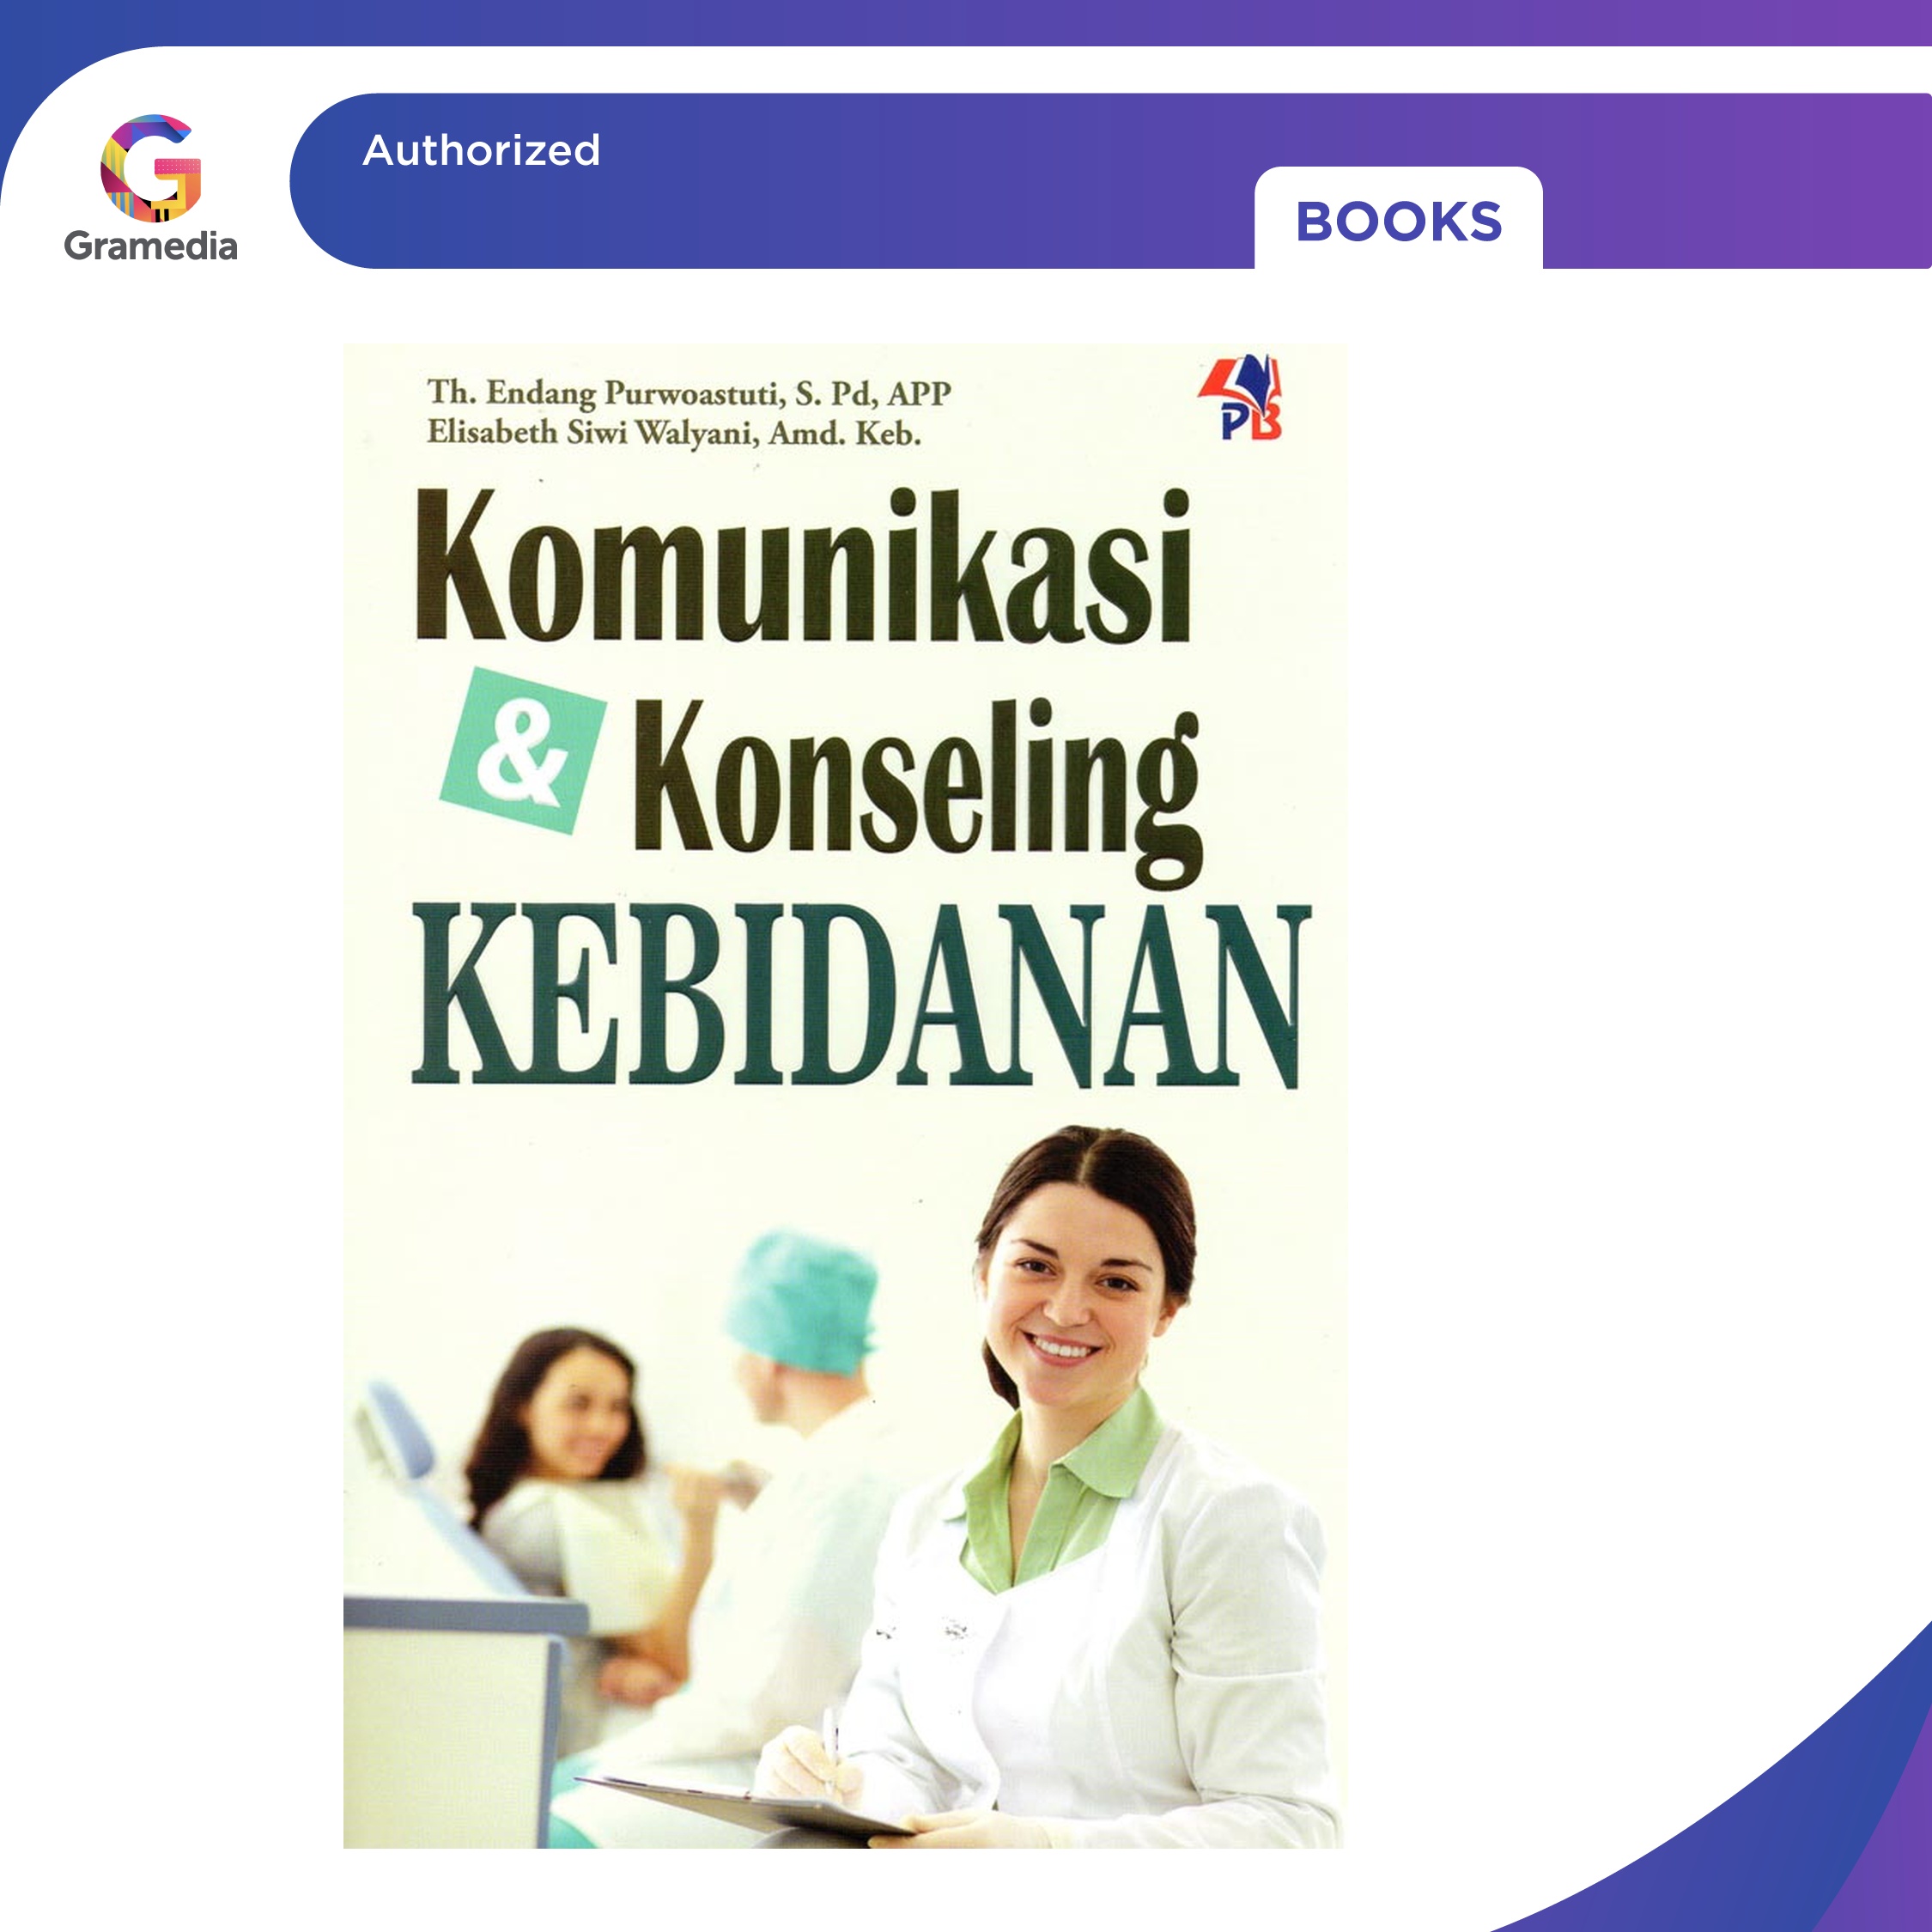 Gramedia
Authorized
BOOKS
Th. Endang Purwoastuti, S. Pd, APP
Elisabeth Siwi Walyani, Amd. Keb.
PB
Komunikasi
& Konseling
KEBIDANAN